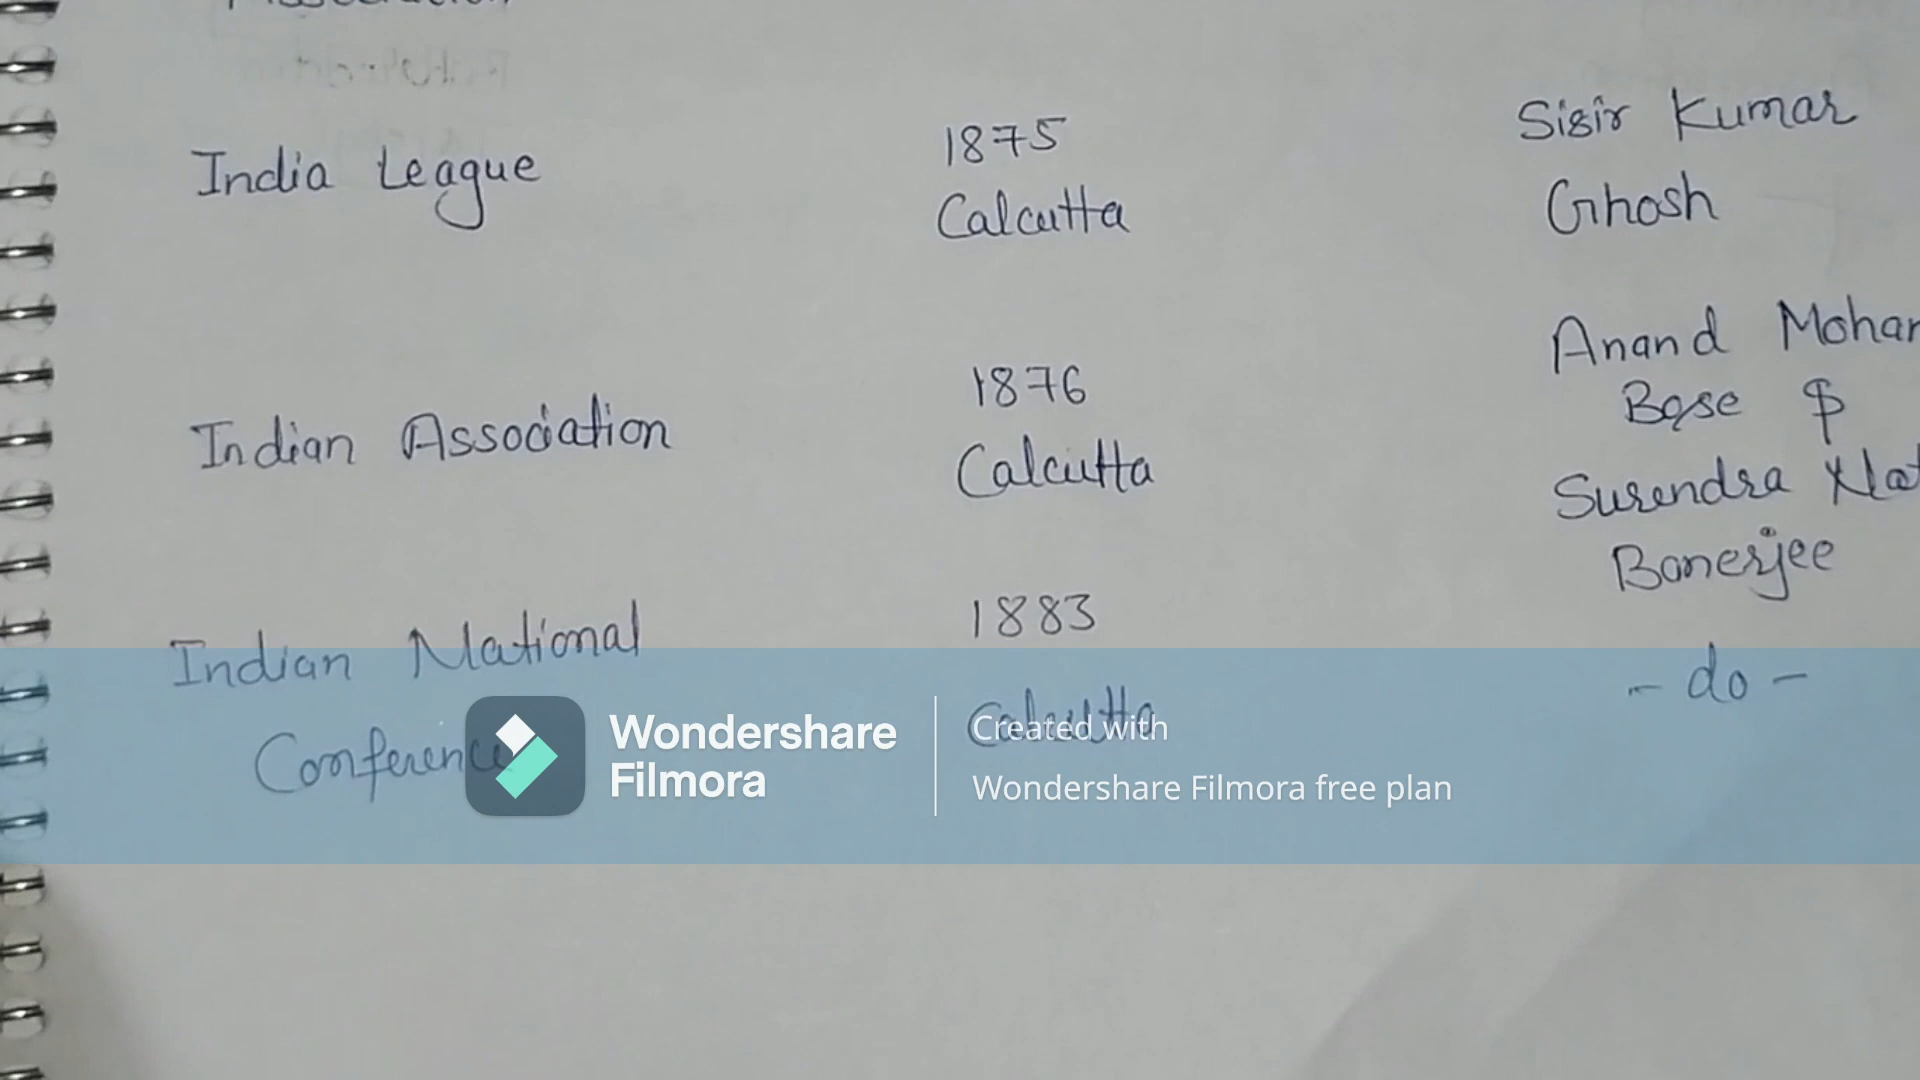 India League
1875
Calcutta
Sisir Kumar
Ghosh
Indian Association
1876
Calcutta
Anand Mohan
Bose $
Surendra Nat
Banerjee
Indian National
Conference
1883
Calcutta
- do -
Wondershare
Filmora
Created with
Wondershare Filmora free plan